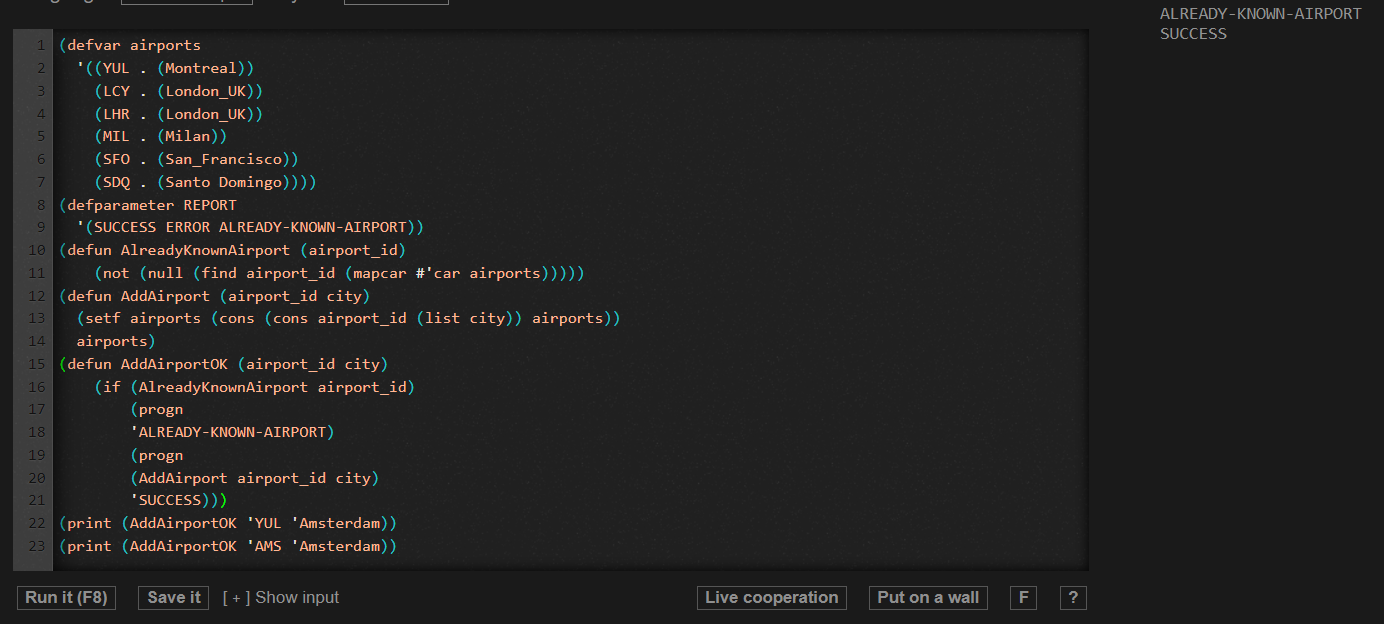 1 (defvar airports
2 '((YUL . (Montreal))
3 (LCY . (London_UK))
4 (LHR . (London_UK))
5 (MIL . (Milan))
6 (SFO . (San_Francisco))
7 (SDQ . (Santo Domingo))))
8 (defparameter REPORT
9 '(SUCCESS ERROR ALREADY-KNOWN-AIRPORT))
10 (defun AlreadyKnownAirport (airport_id)
11 (not (null (find airport_id (mapcar #'car airports)))))
12 (defun AddAirport (airport_id city)
13 (setf airports (cons (cons airport_id (list city)) airports))
14 airports)
15 (defun AddAirportOK (airport_id city)
16 (if (AlreadyKnownAirport airport_id)
17 (progn
18 'ALREADY-KNOWN-AIRPORT)
19 (progn
20 (AddAirport airport_id city)
21 'SUCCESS)))
22 (print (AddAirportOK 'YUL 'Amsterdam))
23 (print (AddAirportOK 'AMS 'Amsterdam))
Run it (F8) Save it [ + ] Show input Live cooperation Put on a wall F ?
ALREADY-KNOWN-AIRPORT
SUCCESS